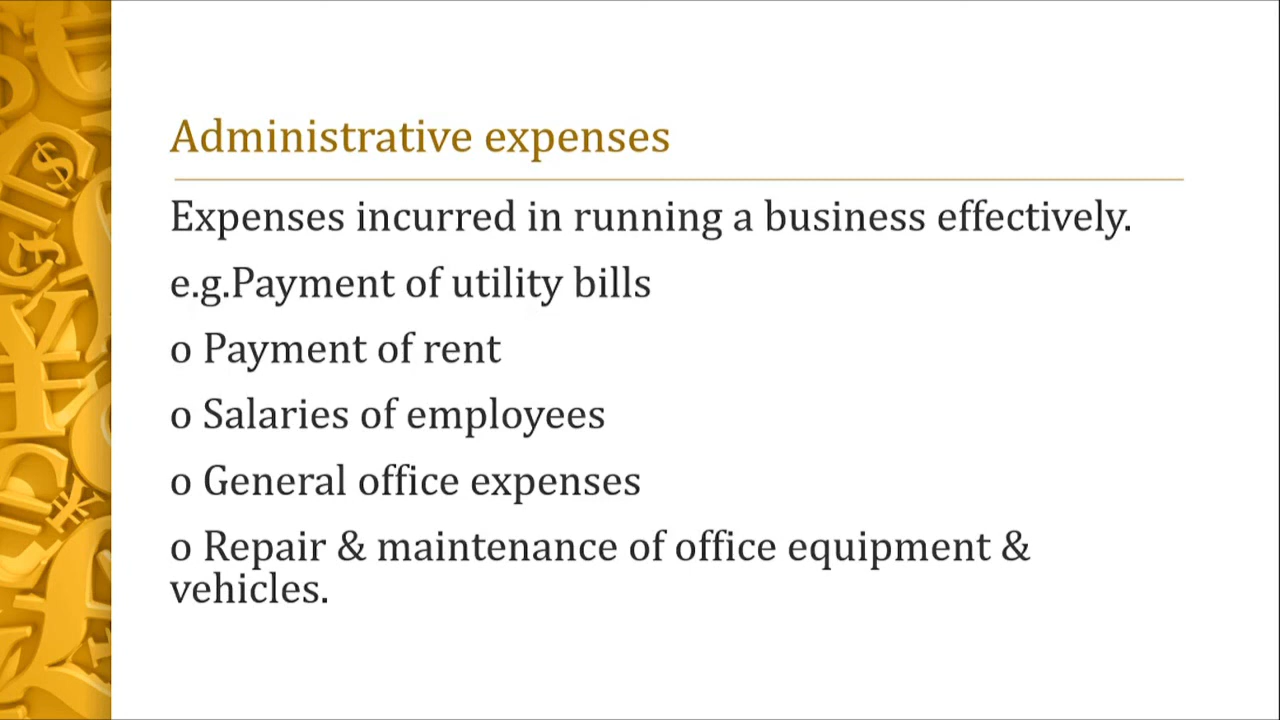 Administrative expenses
Expenses incurred in running a business effectively.
e.g.Payment of utility bills
o Payment of rent
o Salaries of employees
o General office expenses
o Repair & maintenance of office equipment &
vehicles.